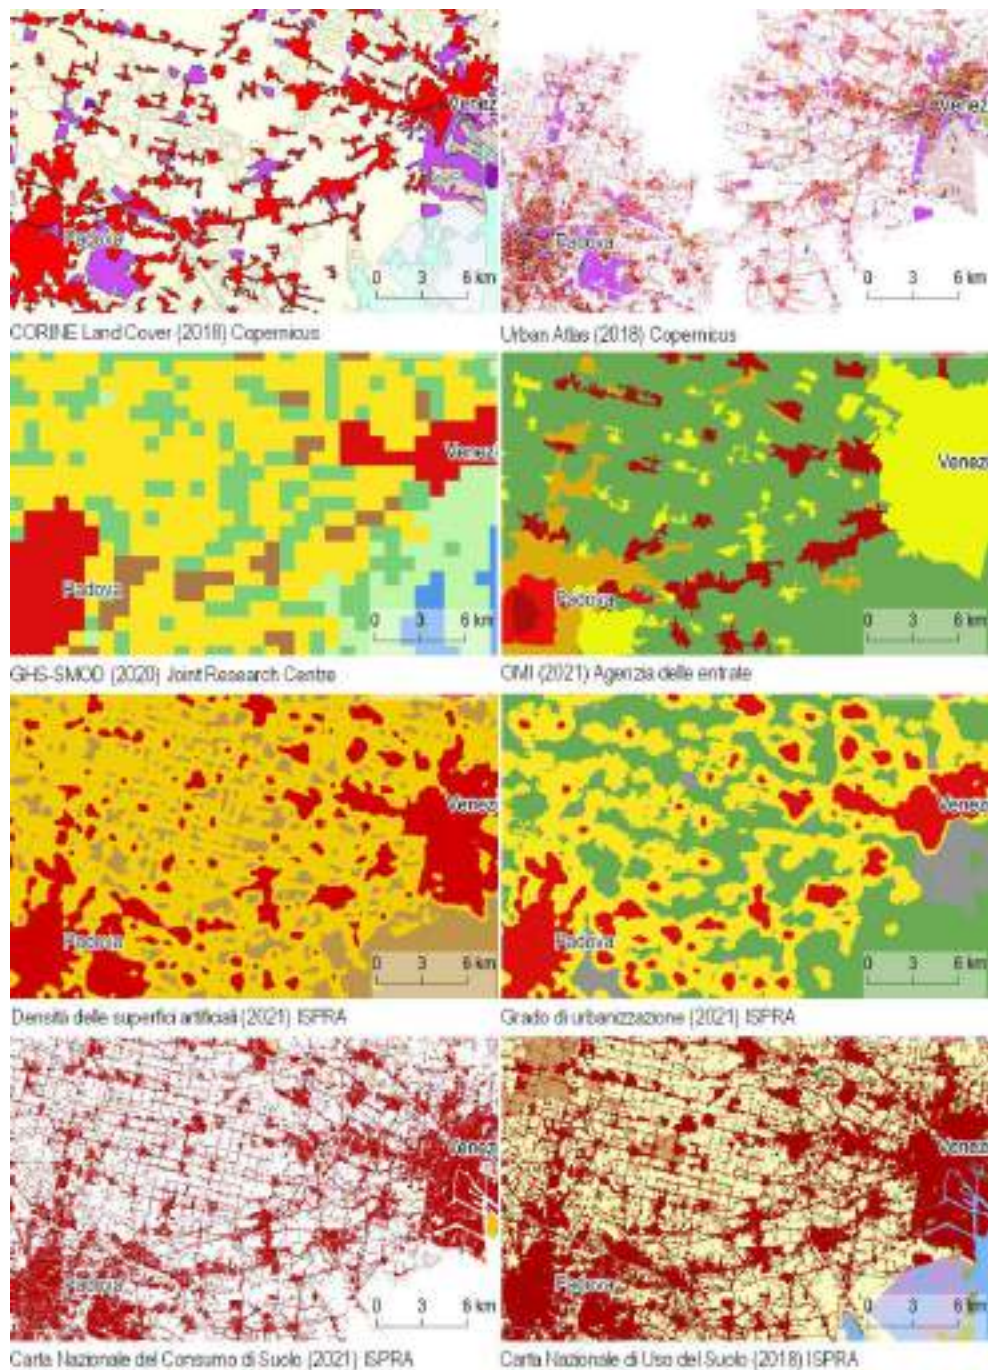 Venez
Padova
0 3 6 km
CORINE Land Cover (2018) Copernicus
Venez
Padova
0 3 6 km
Urban Atlas (2018) Copernicus
Venez
Padova
0 3 6 km
GHS-SMOD (2020) Joint Research Centre
Venez
Padova
0 3 6 km
OMI (2021) Agenzia delle entrate
Venez
Padova
0 3 6 km
Densità delle superfici artificiali (2021) ISPRA
Venez
Padova
0 3 6 km
Grado di urbanizzazione (2021) ISPRA
Venez
Padova
0 3 6 km
Carta Nazionale del Consumo di Suolo (2021) ISPRA
Venez
Padova
0 3 6 km
Carta Nazionale di Uso del Suolo (2018) ISPRA